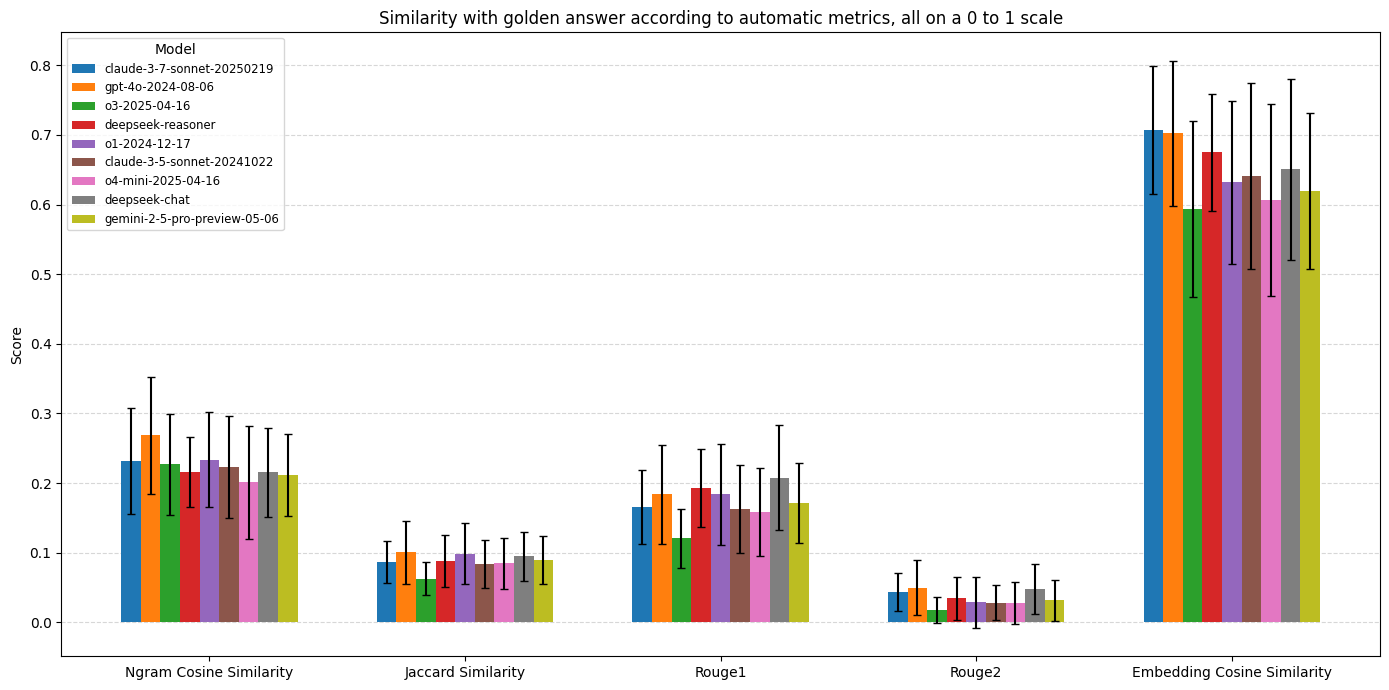 Similarity with golden answer according to automatic metrics, all on a 0 to 1 scale
Model
claude-3-7-sonnet-20250219
gpt-4o-2024-08-06
o3-2025-04-16
deepseek-reasoner
o1-2024-12-17
claude-3-5-sonnet-20241022
o4-mini-2025-04-16
deepseek-chat
gemini-2-5-pro-preview-05-06
Score
0.8
0.7
0.6
0.5
0.4
0.3
0.2
0.1
0.0
Ngram Cosine Similarity
Jaccard Similarity
Rouge1
Rouge2
Embedding Cosine Similarity